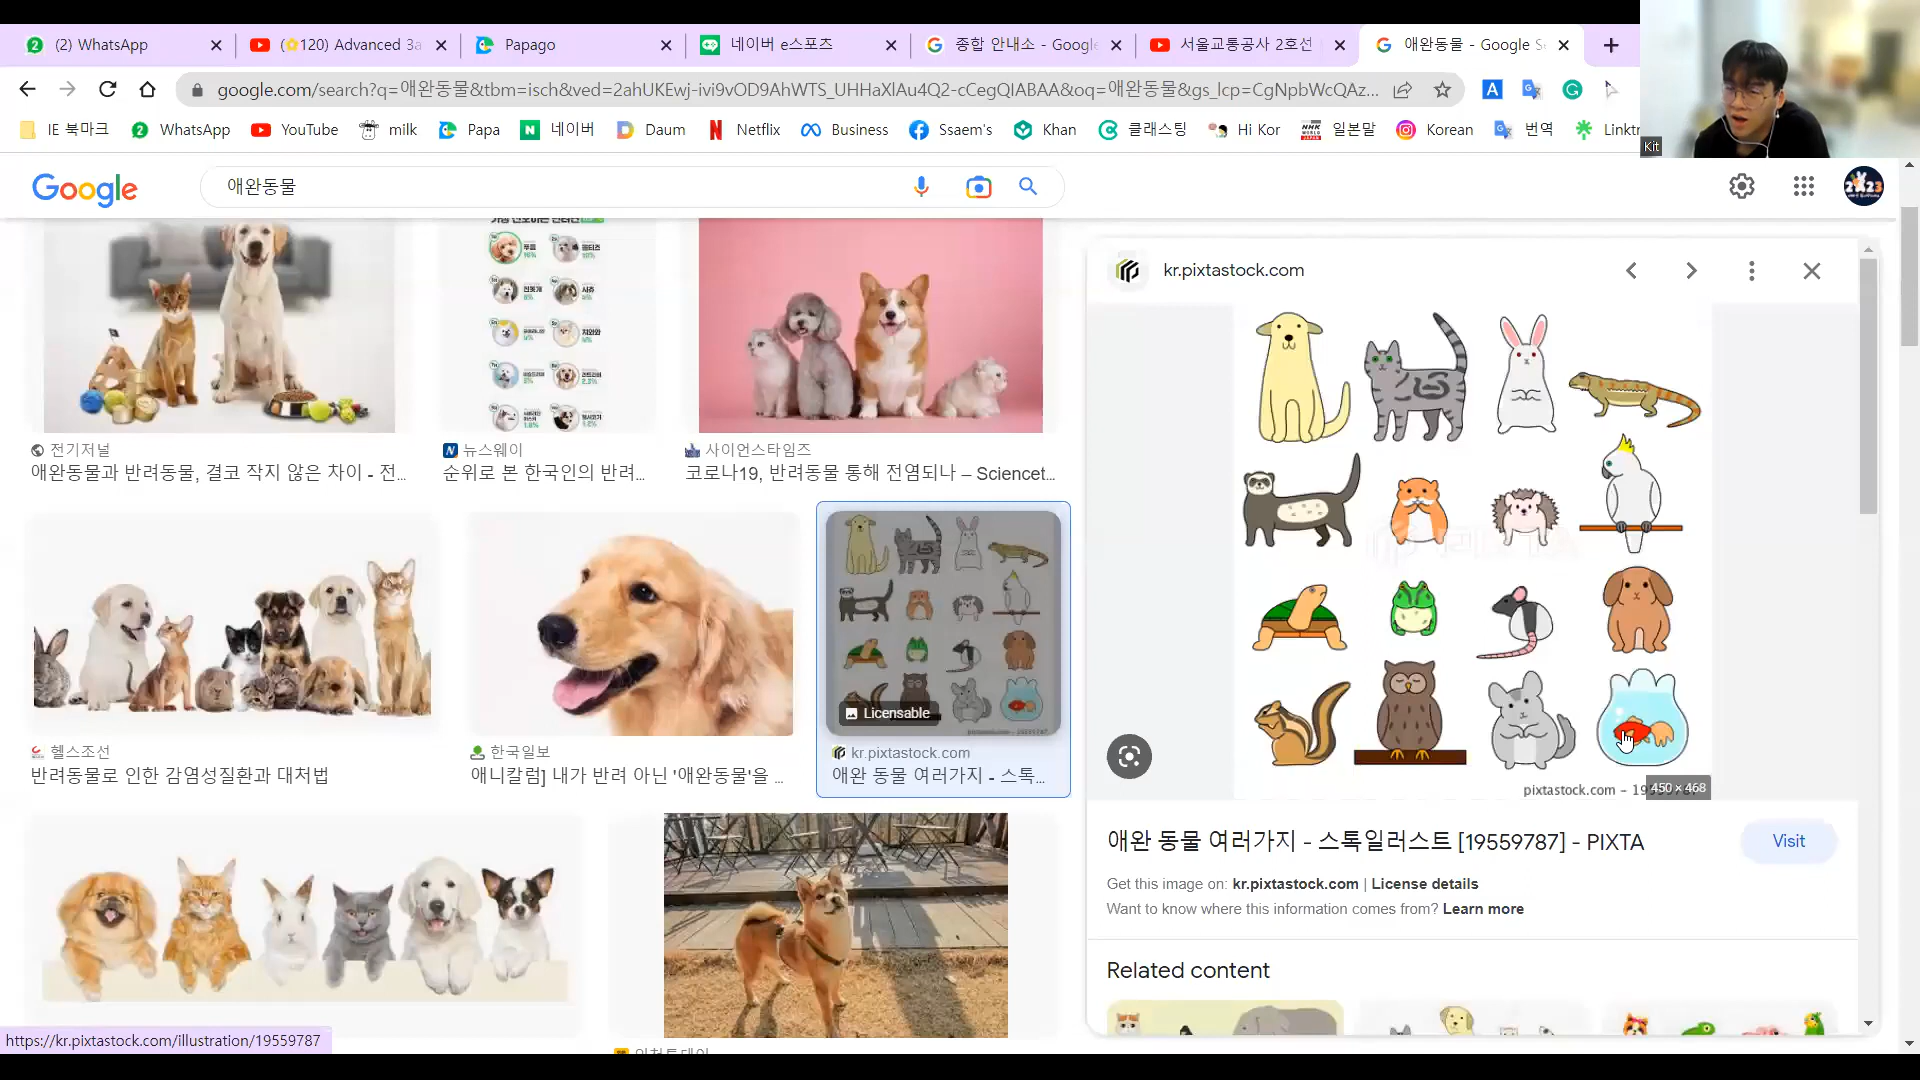 (2) WhatsApp
120) Advanced 3a
Papago
네이버 e스포츠
종합 안내소 - Google
서울교통공사 2호선
애완동물 - Google Se
google.com/search?q=애완동물&tbm=isch&ved=2ahUKEwj-ivi9vOD9AhWTS_UHHaXlAu4Q2-cCegQIABAA&oq=애완동물&gs_lcp=CgNpbWcQAz...
IE 북마크
WhatsApp
YouTube
milk
Papa
네이버
Daum
Netflix
Business
Ssaem's
Khan
클래스팅
Hi Kor
일본말
Korean
번역
Linktr
Kit
Google
애완동물
2023
kr.pixtastock.com
전기저널
애완동물과 반려동물, 결코 작지 않은 차이 - 전...
뉴스웨이
순위로 본 한국인의 반려...
사이언스타임즈
코로나19, 반려동물 통해 전염되나 – Sciencet...
헬스조선
반려동물로 인한 감염성질환과 대처법
한국일보
애니칼럼] 내가 반려 아닌 '애완동물'을 ...
Licensable
kr.pixtastock.com
애완 동물 여러가지 - 스톡...
pixtastock.com - 19
450 × 468
애완 동물 여러가지 - 스톡일러스트 [19559787] - PIXTA
Visit
Get this image on: kr.pixtastock.com | License details
Want to know where this information comes from? Learn more
Related content
https://kr.pixtastock.com/illustration/19559787